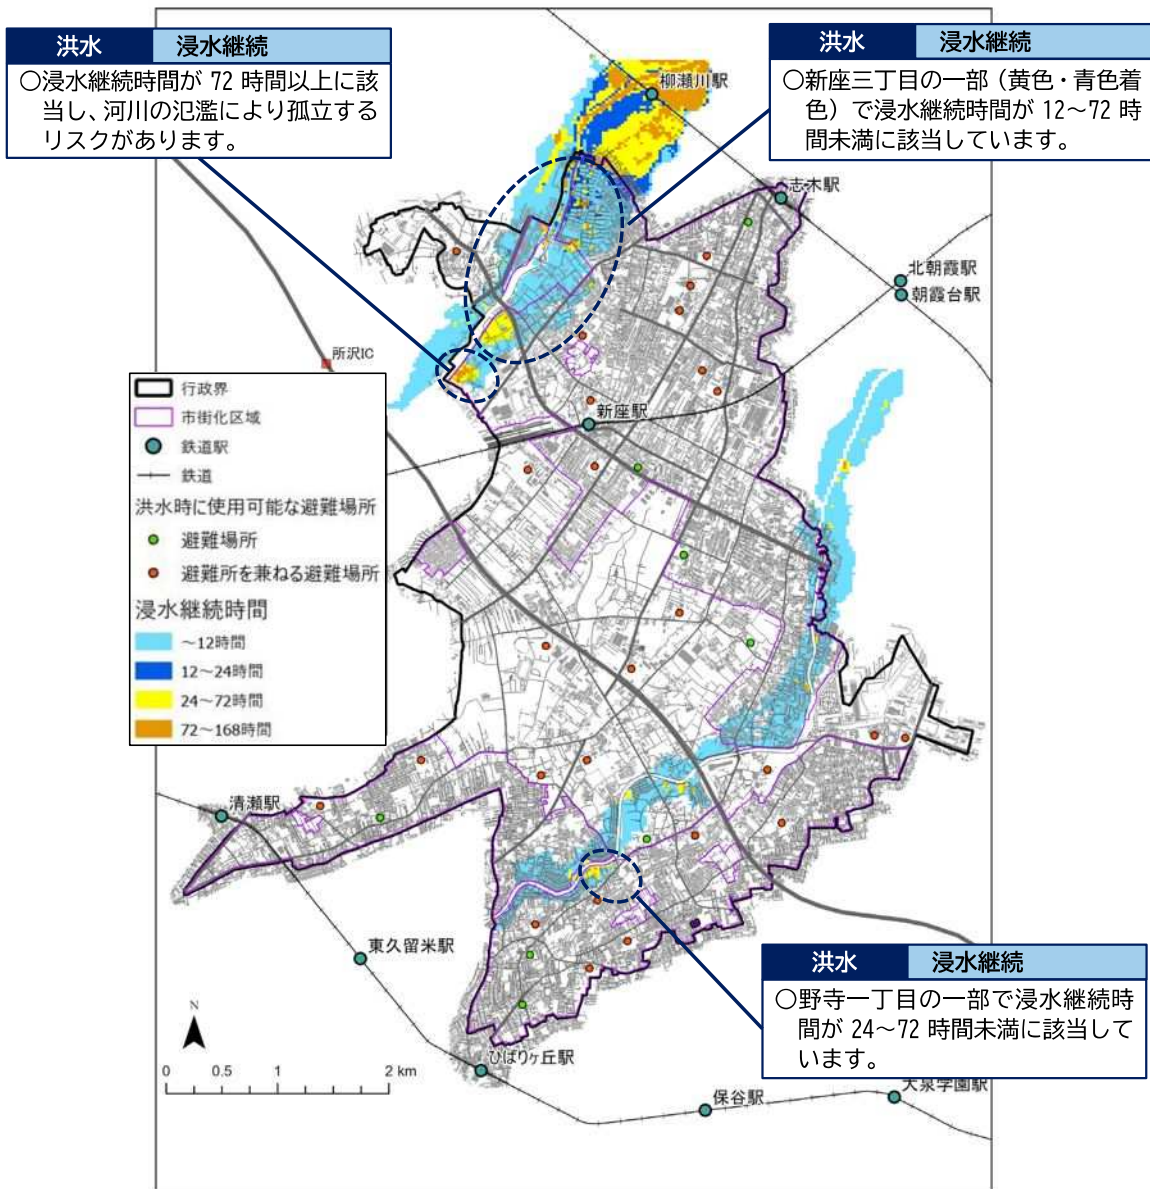 洪水 浸水継続
○浸水継続時間が 72 時間以上に該
当し、河川の氾濫により孤立する
リスクがあります。
洪水 浸水継続
○新座三丁目の一部（黄色・青色着
色）で浸水継続時間が 12～72 時
間未満に該当しています。
柳瀬川駅
志木駅
北朝霞駅
朝霞台駅
所沢IC
新座駅
行政界
市街化区域
鉄道駅
鉄道
洪水時に使用可能な避難場所
避難場所
避難所を兼ねる避難場所
浸水継続時間
～12時間
12～24時間
24～72時間
72～168時間
清瀬駅
東久留米駅
ひばりヶ丘駅
保谷駅
大泉学園駅
洪水 浸水継続
○野寺一丁目の一部で浸水継続時
間が 24～72 時間未満に該当して
います。
N
0 0.5 1 2 km